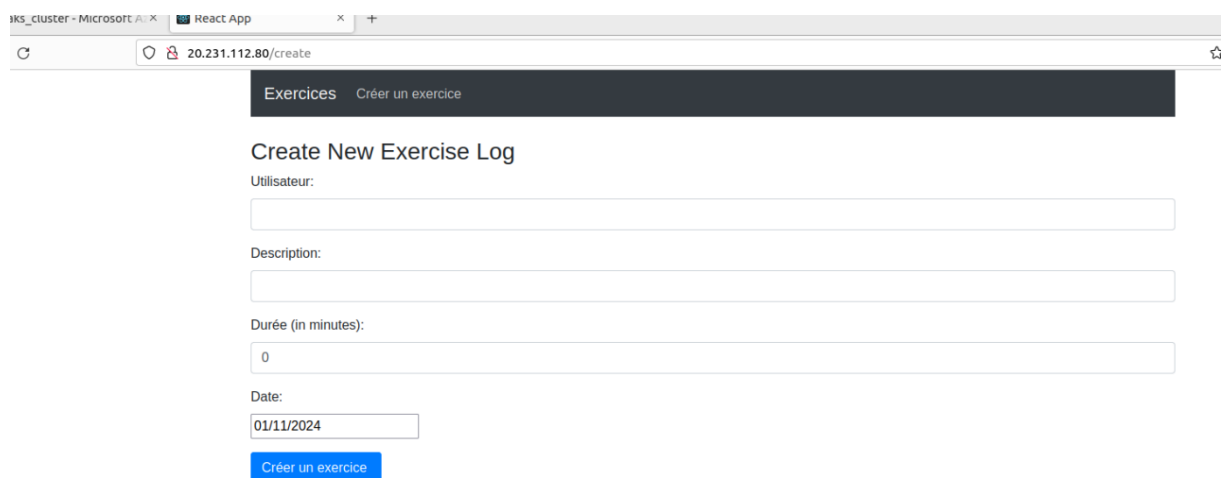 aks_cluster - Microsoft A
React App
20.231.112.80/create
Exercices Créer un exercice
Create New Exercise Log
Utilisateur:
Description:
Durée (in minutes):
0
Date:
01/11/2024
Créer un exercice